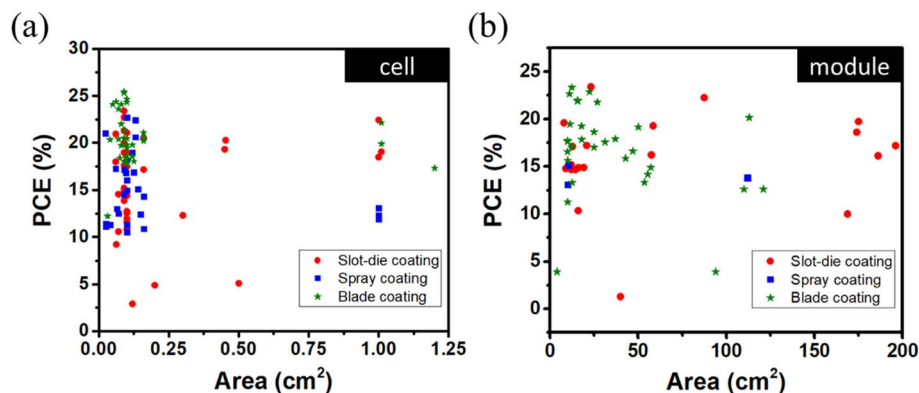 (a)
cell
30
25
20
15
10
5
0
PCE (%)
Slot-die coating
Spray coating
Blade coating
0.00 0.25 0.50 0.75 1.00 1.25
Area (cm²)
(b)
module
25
20
15
10
5
0
PCE (%)
Slot-die coating
Spray coating
Blade coating
0 50 100 150 200
Area (cm²)